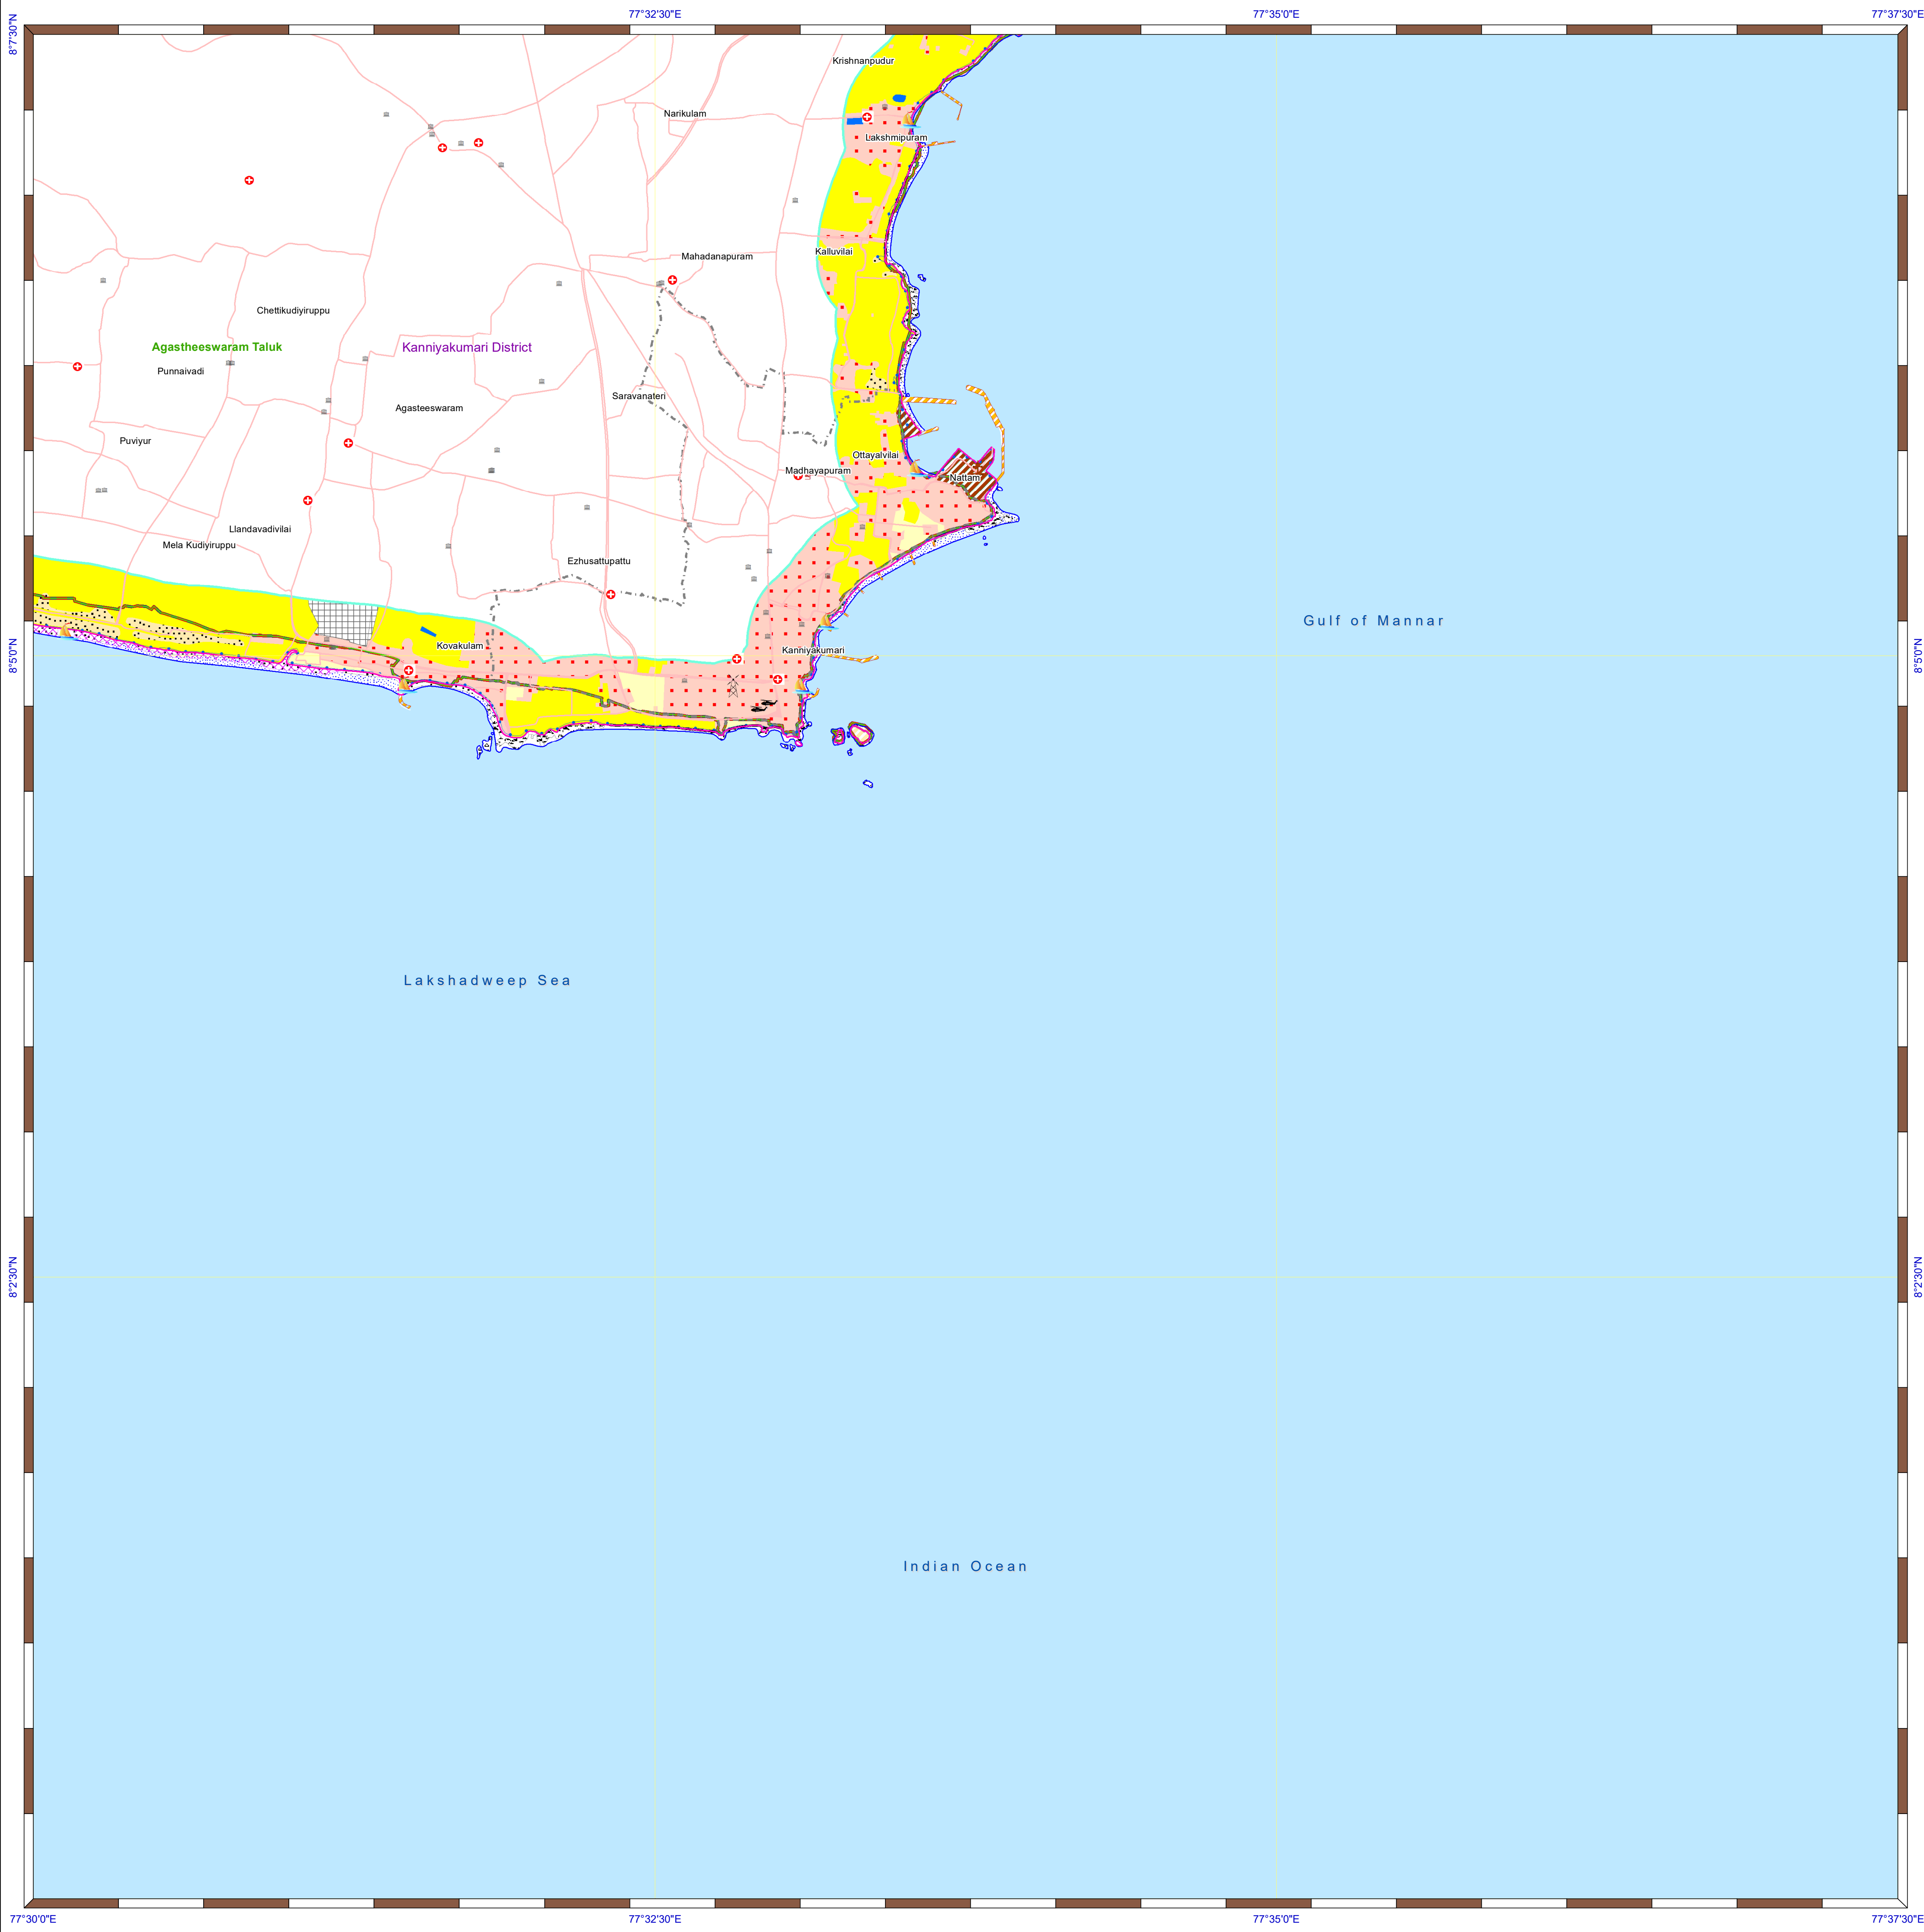 77°32'30"E
77°35'0"E
77°37'30"E
8°7'30"N
Krishnanpudur
Narikulam
Lakshmipuram
Kalluvilai
Mahadanapuram
Chettikudiyiruppu
Agastheeswaram Taluk
Kanniyakumari District
Punnaivadi
Saravanateri
Agasteeswaram
Puviyur
Ottayalvilai
Madhayapuram
Nattam
Llandavadivilai
Mela Kudiyiruppu
Ezhusattupattu
Gulf of Mannar
Kovakulam
Kanniyakumari
8°5'0"N
8°5'0"N
Lakshadweep Sea
8°2'30"N
8°2'30"N
Indian Ocean
77°30'0"E
77°32'30"E
77°35'0"E
77°37'30"E